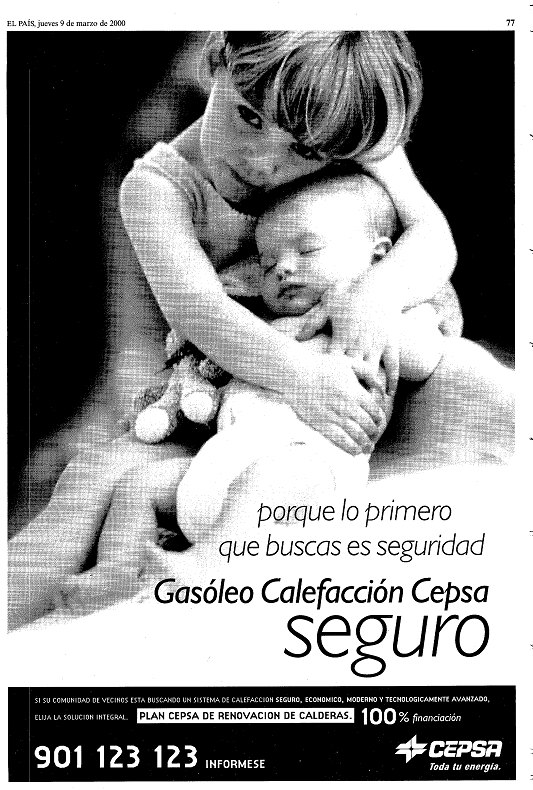 EL PAÍS, jueves 9 de marzo de 2000
77
porque lo primero
que buscas es seguridad
Gasóleo Calefacción Cepsa
seguro
SI SU COMUNIDAD DE VECINOS ESTA BUSCANDO UN SISTEMA DE CALEFACCION SEGURO, ECONOMICO, MODERNO Y TECNOLOGICAMENTE AVANZADO,
ELIJA LA SOLUCION INTEGRAL. PLAN CEPSA DE RENOVACION DE CALDERAS. 100% financiación
901 123 123 INFORMESE
CEPSA
Toda tu energía.